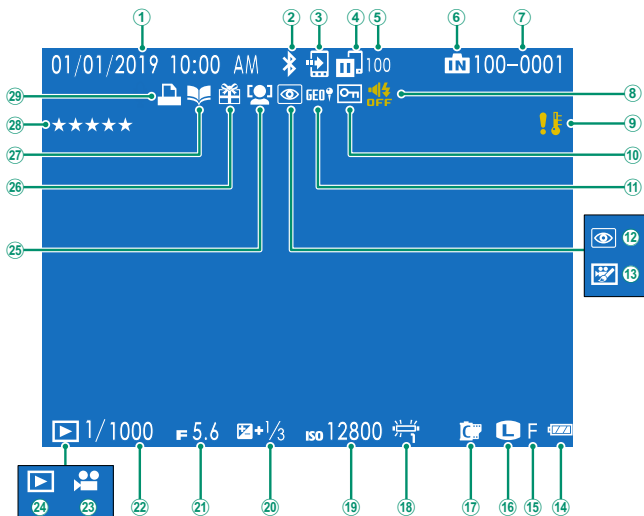 1 2 3 4 5 6 7
01/01/2019 10:00 AM 100 IN 100-0001
29 GEO OFF 8
28 ★★★★★ ! 9
27 26 11 10
25 12
13
1/1000 F 5.6 +1/3 ISO 12800 1 C L F
24 23 22 21 20 19 18 17 16 15 14